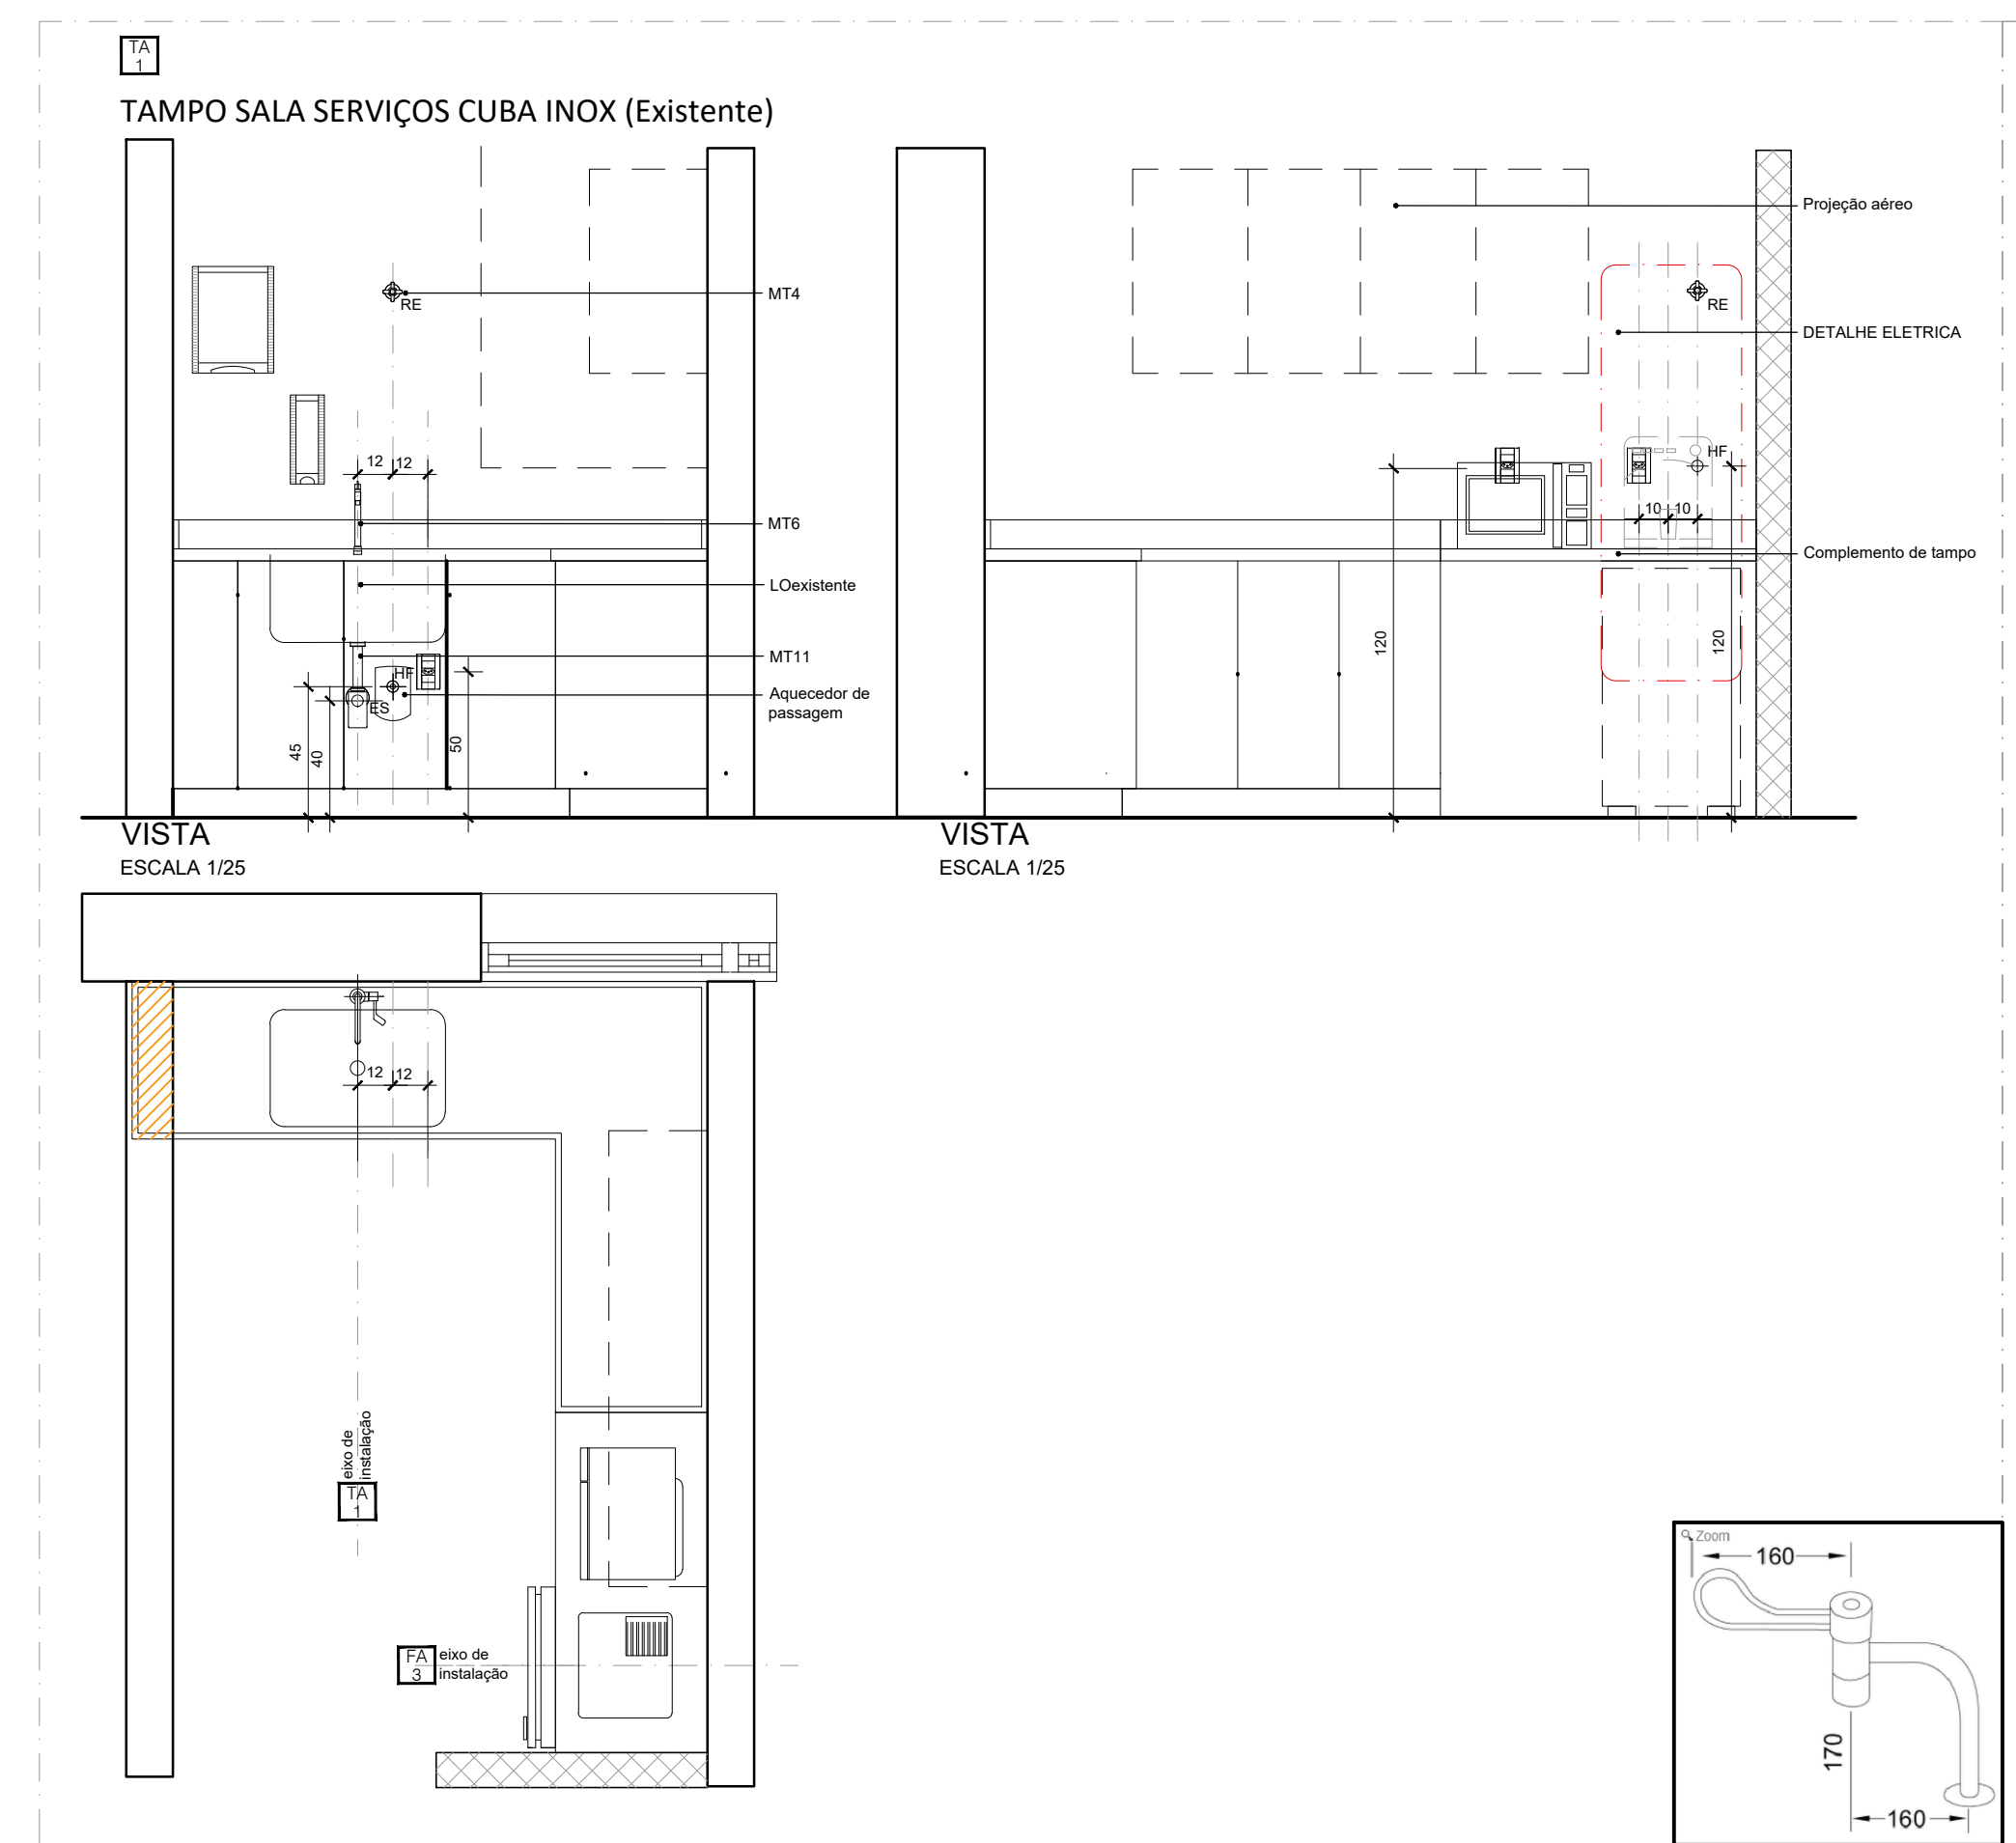 TA
1
TAMPO SALA SERVIÇOS CUBA INOX (Existente)
Projeção aéreo
MT4
RE
RE
DETALHE ELETRICA
HF
12
12
10
10
MT6
Complemento de tampo
LOexistente
120
120
MT11
HF
Aquecedor de
passagem
ES
45
40
50
VISTA
ESCALA 1/25
VISTA
ESCALA 1/25
12
12
eixo de
instalação
TA
1
FA
3
eixo de
instalação
Zoom
160
170
160